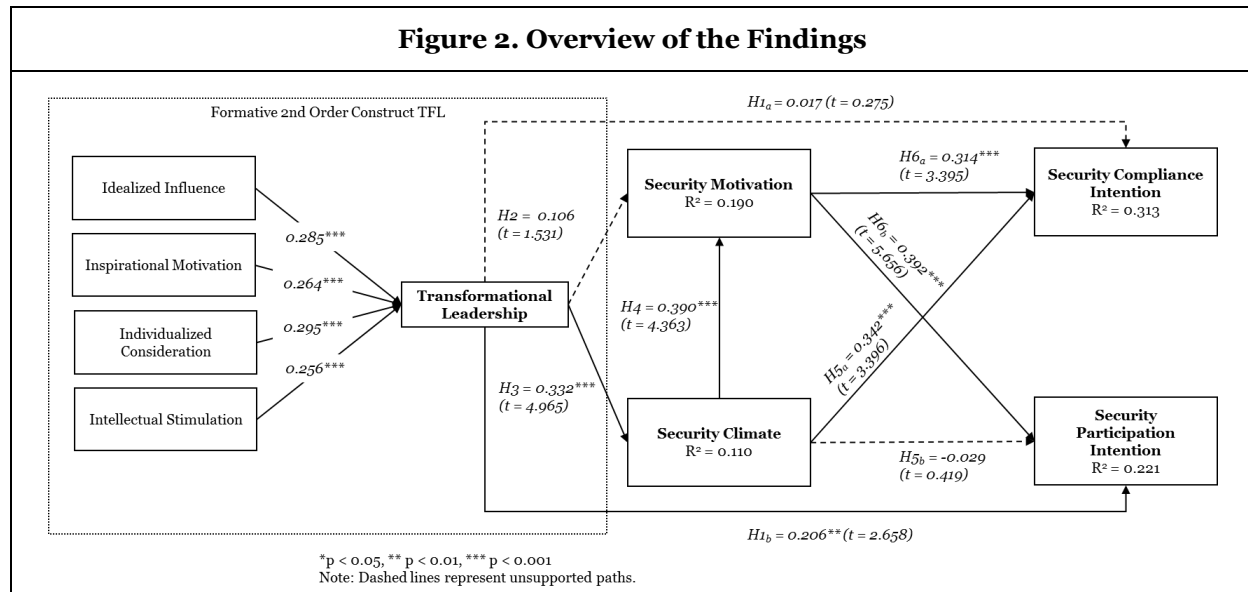 Figure 2. Overview of the Findings
Formative 2nd Order Construct TFL
Idealized Influence
Inspirational Motivation
Individualized
Consideration
Intellectual Stimulation
0.285***
0.264***
0.295***
0.256***
Transformational
Leadership
H1a = 0.017 (t = 0.275)
H2 = 0.106
(t = 1.531)
H3 = 0.332***
(t = 4.965)
Security Motivation
R² = 0.190
H4 = 0.390***
(t = 4.363)
Security Climate
R² = 0.110
H6a = 0.314***
(t = 3.395)
H6b = 0.392***
(t = 5.656)
H5a = 0.342***
(t = 3.396)
H5b = -0.029
(t = 0.419)
Security Compliance
Intention
R² = 0.313
Security
Participation
Intention
R² = 0.221
H1b = 0.206** (t = 2.658)
*p < 0.05, ** p < 0.01, *** p < 0.001
Note: Dashed lines represent unsupported paths.